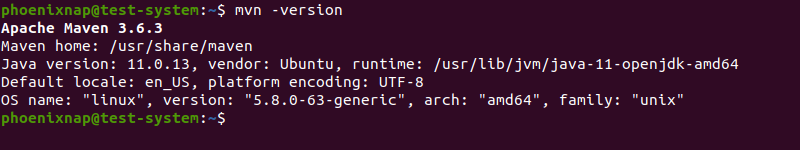 phoenixnap@test-system:~$ mvn -version
Apache Maven 3.6.3
Maven home: /usr/share/maven
Java version: 11.0.13, vendor: Ubuntu, runtime: /usr/lib/jvm/java-11-openjdk-amd64
Default locale: en_US, platform encoding: UTF-8
OS name: "linux", version: "5.8.0-63-generic", arch: "amd64", family: "unix"
phoenixnap@test-system:~$